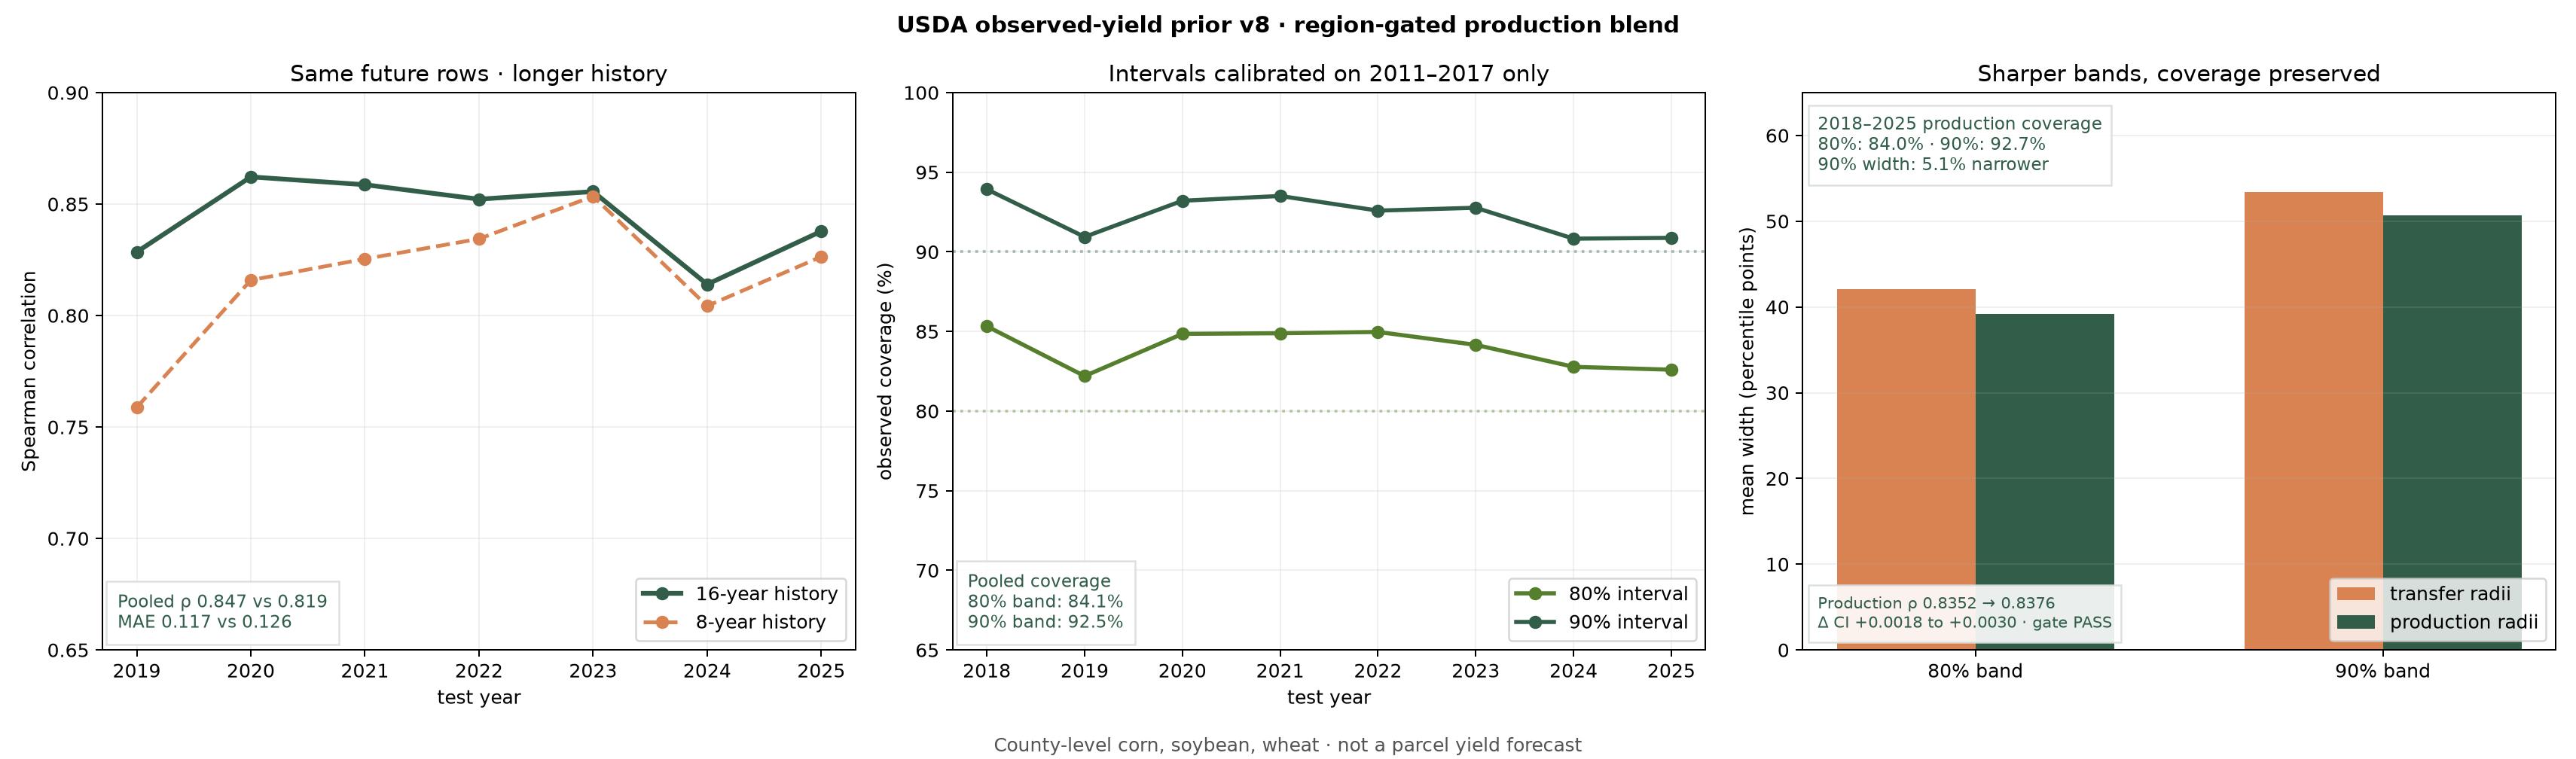 USDA observed-yield prior v8 · region-gated production blend
Same future rows · longer history
Spearman correlation
0.90
0.85
0.80
0.75
0.70
0.65
Pooled ρ 0.847 vs 0.819
MAE 0.117 vs 0.126
16-year history
8-year history
2019 2020 2021 2022 2023 2024 2025
test year
Intervals calibrated on 2011–2017 only
observed coverage (%)
100
95
90
85
80
75
70
65
Pooled coverage
80% band: 84.1%
90% band: 92.5%
80% interval
90% interval
2018 2019 2020 2021 2022 2023 2024 2025
test year
Sharper bands, coverage preserved
mean width (percentile points)
60
50
40
30
20
10
0
2018–2025 production coverage
80%: 84.0% · 90%: 92.7%
90% width: 5.1% narrower
Production ρ 0.8352 → 0.8376
Δ CI +0.0018 to +0.0030 · gate PASS
transfer radii
production radii
80% band 90% band
County-level corn, soybean, wheat · not a parcel yield forecast